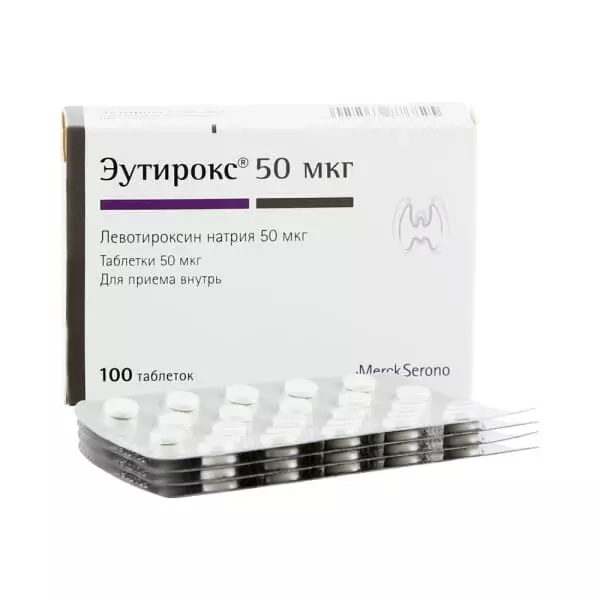 Эутирокс® 50 мкг
Левотироксин натрия 50 мкг
Таблетки 50 мкг
Для приема внутрь
100 таблеток
Merck Serono